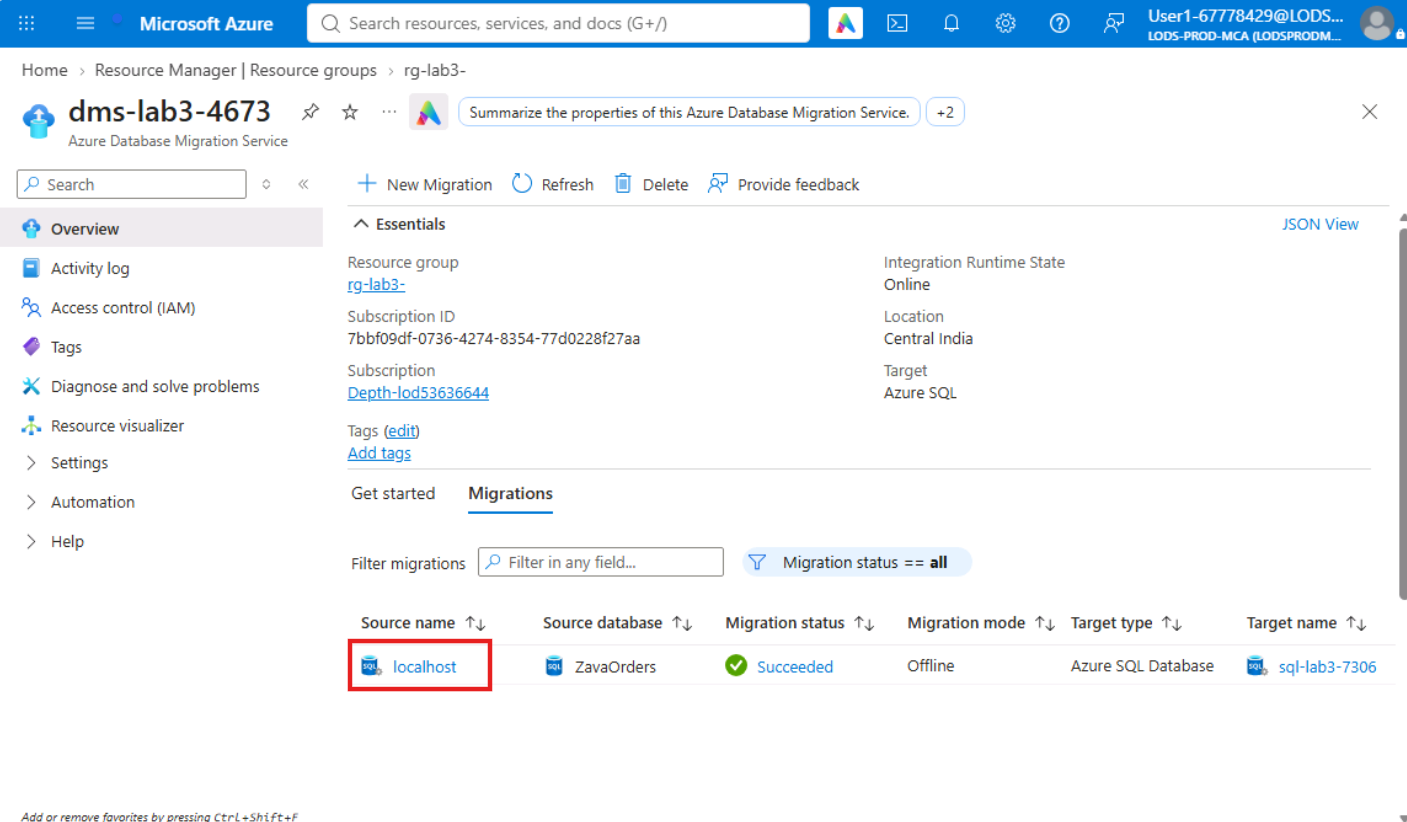 Microsoft Azure
Search resources, services, and docs (G+/)
User1-67778429@LODS...
LODS-PROD-MCA (LODSPRODM...
Home > Resource Manager | Resource groups > rg-lab3-
dms-lab3-4673
Summarize the properties of this Azure Database Migration Service.
+2
Azure Database Migration Service
Search
New Migration
Refresh
Delete
Provide feedback
Overview
Activity log
Access control (IAM)
Tags
Diagnose and solve problems
Resource visualizer
Settings
Automation
Help
Essentials
JSON View
Resource group
rg-lab3-
Subscription ID
7bbf09df-0736-4274-8354-77d0228f27aa
Subscription
Depth-lod53636644
Tags (edit)
Add tags
Integration Runtime State
Online
Location
Central India
Target
Azure SQL
Get started
Migrations
Filter migrations
Filter in any field...
Migration status == all
Source name Source database Migration status Migration mode Target type Target name
localhost ZavaOrders Succeeded Offline Azure SQL Database sql-lab3-7306
Add or remove favorites by pressing Ctrl+Shift+F